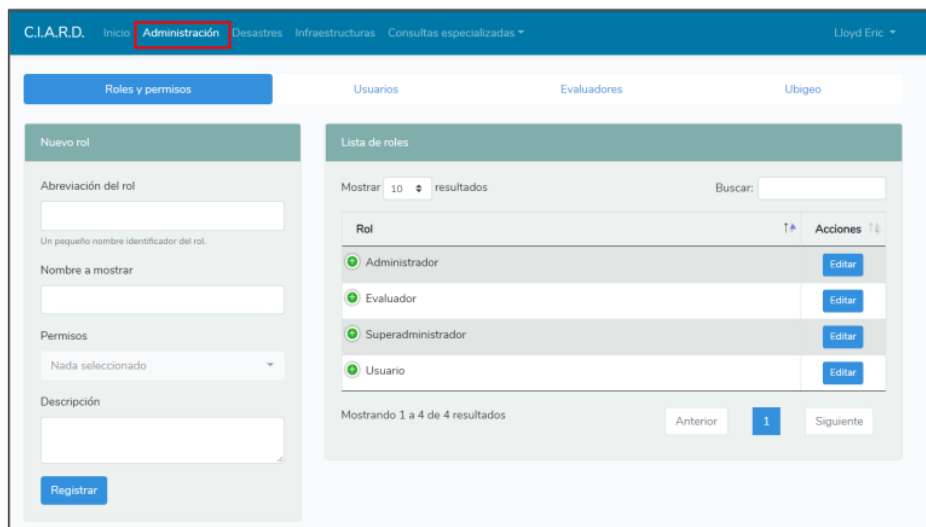 C.I.A.R.D. Inicio Administración Desastres Infraestructuras Consultas especializadas Lloyd Eric
Roles y permisos Usuarios Evaluadores Ubigeo
Nuevo rol
Abreviación del rol
Un pequeño nombre identificador del rol.
Nombre a mostrar
Permisos
Nada seleccionado
Descripción
Registrar
Lista de roles
Mostrar 10 resultados Buscar:
Rol Acciones
Administrador Editar
Evaluador Editar
Superadministrador Editar
Usuario Editar
Mostrando 1 a 4 de 4 resultados Anterior 1 Siguiente